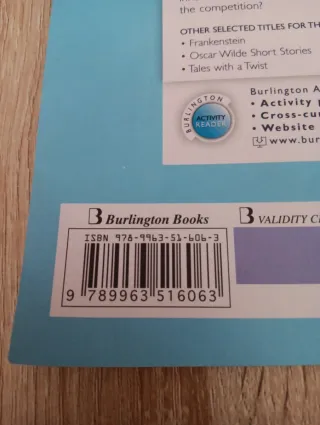 the competition?
OTHER SELECTED TITLES FOR TH
• Frankenstein
• Oscar Wilde Short Stories
• Tales with a Twist
BURLINGTON
ACTIVITY
READER
Burlington A
• Activity p
• Cross-cur
• Website
www.bur
B Burlington Books
ISBN 978-9963-51-606-3
9 789963 516063
B VALIDITY C